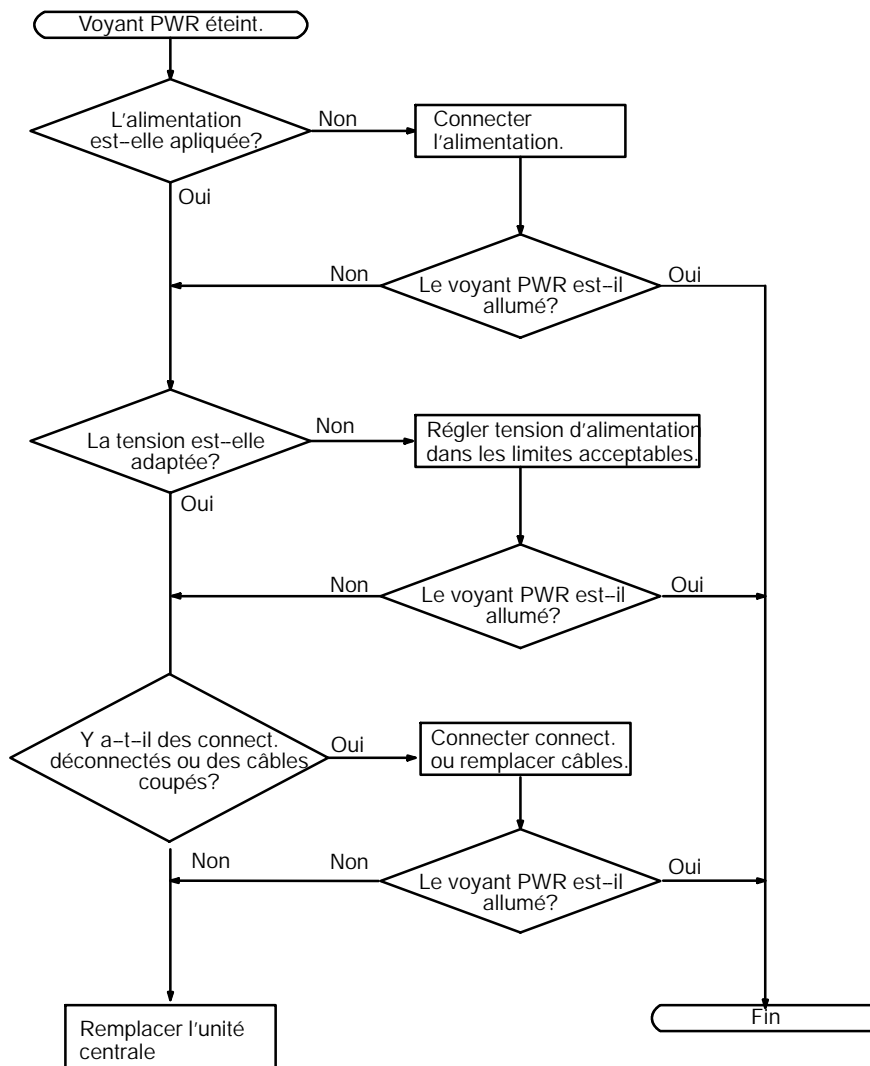 Voyant PWR éteint.
L'alimentation
est–elle apliquée?
Non
Connecter
l'alimentation.
Oui
Non
Le voyant PWR est–il
allumé?
Oui
La tension est–elle
adaptée?
Non
Régler tension d'alimentation
dans les limites acceptables.
Oui
Non
Le voyant PWR est–il
allumé?
Oui
Y a–t–il des connect.
déconnectés ou des câbles
coupés?
Oui
Connecter connect.
ou remplacer câbles.
Non
Non
Le voyant PWR est–il
allumé?
Oui
Remplacer l'unité
centrale
Fin